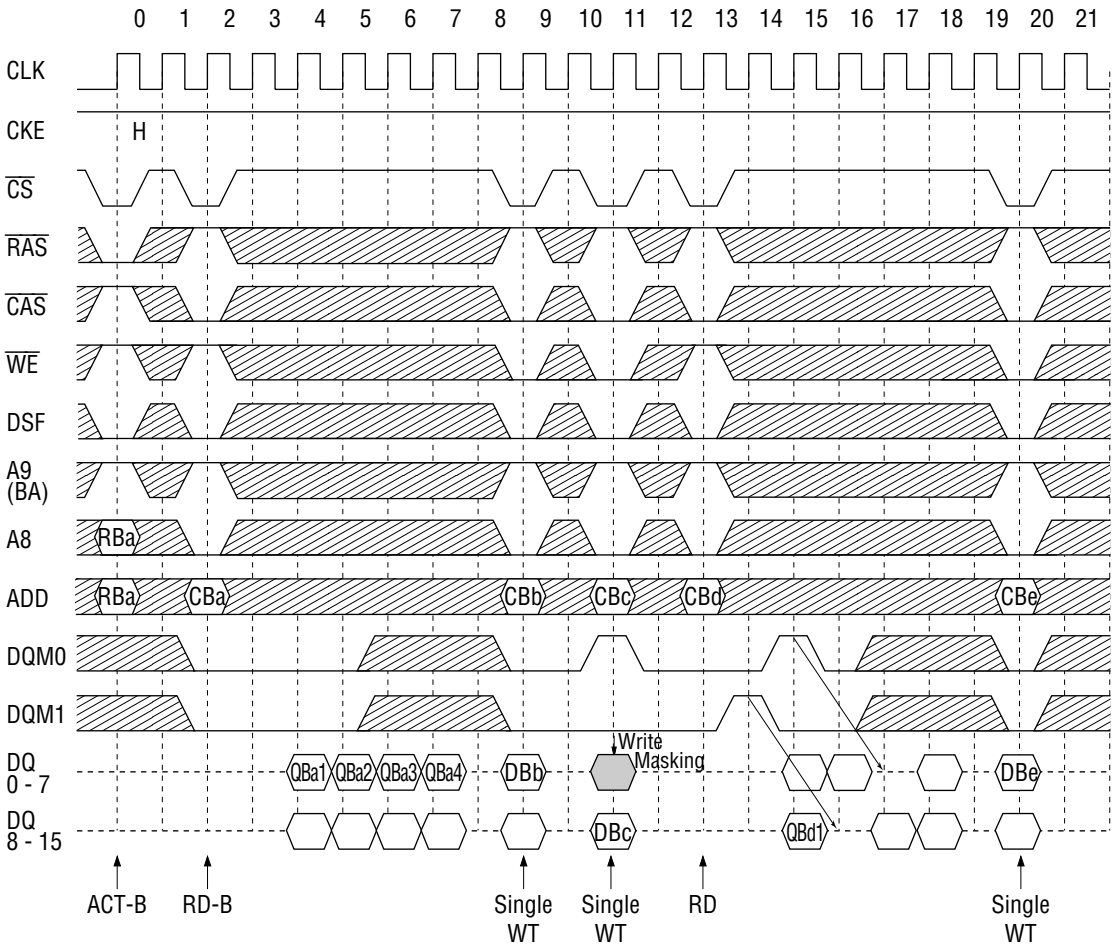 0 1 2 3 4 5 6 7 8 9 10 11 12 13 14 15 16 17 18 19 20 21
CLK
CKE H
CS
RAS
CAS
WE
DSF
A9
(BA)
A8 RBa
ADD RBa CBa CBb CBc CBd CBe
DQM0
DQM1
Write
Masking
DQ
0 - 7 QBa1 QBa2 QBa3 QBa4 DBb DBe
DQ
8 - 15 DBc QBd1
ACT-B RD-B Single WT Single WT RD Single WT